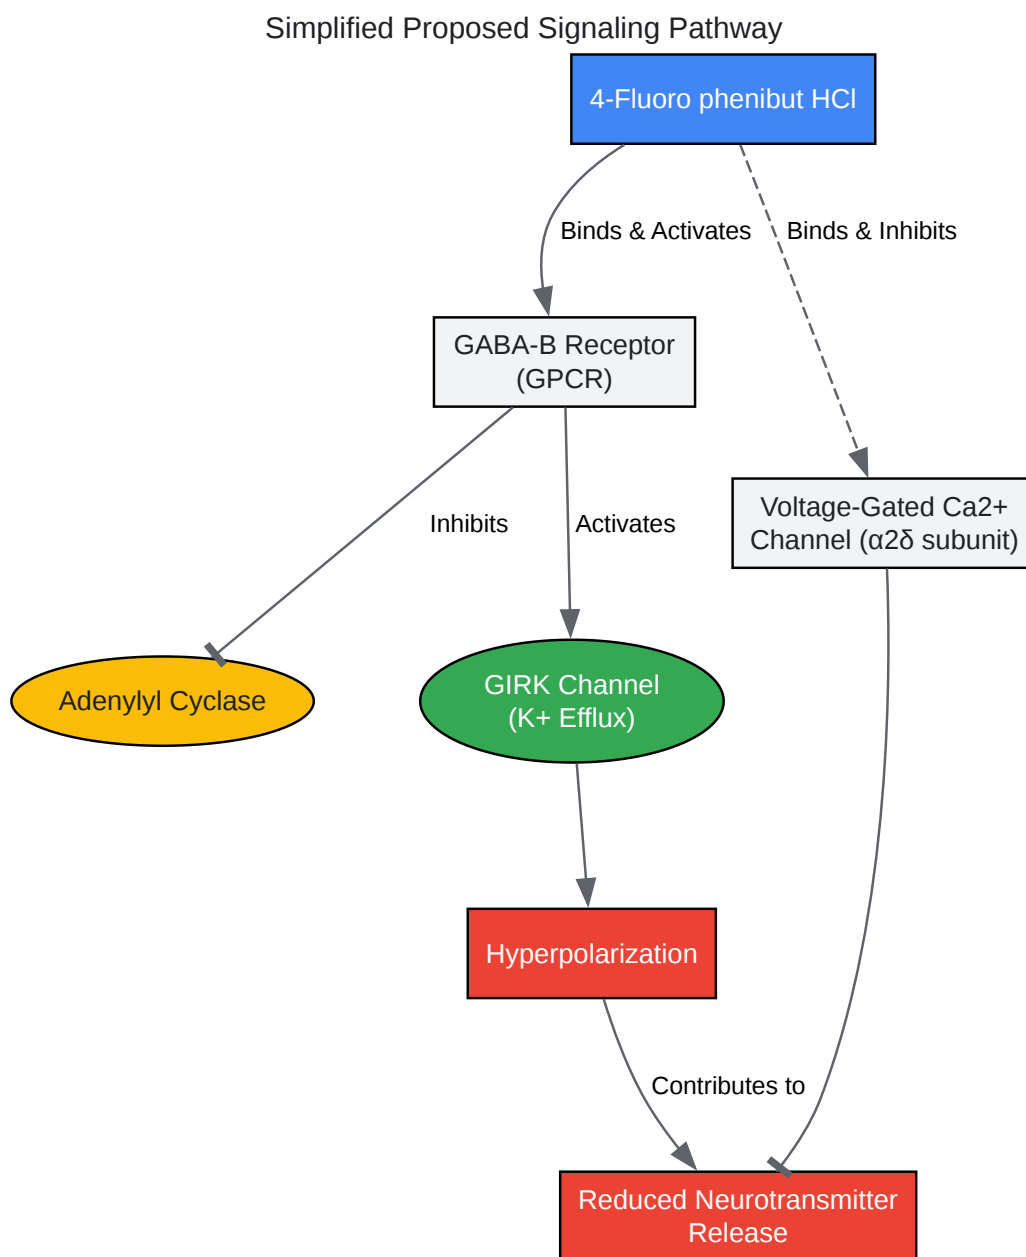 Simplified Proposed Signaling Pathway
4-Fluoro phenibut HCl
Binds & Activates
Binds & Inhibits
GABA-B Receptor
(GPCR)
Voltage-Gated Ca2+
Channel (α2δ subunit)
Inhibits
Activates
Adenylyl Cyclase
GIRK Channel
(K+ Efflux)
Hyperpolarization
Contributes to
Reduced Neurotransmitter
Release